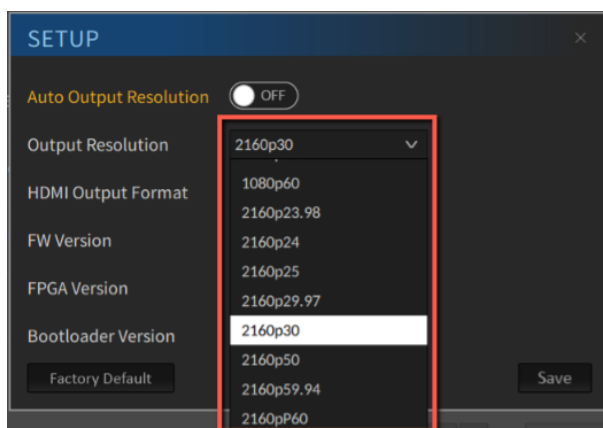 SETUP
Auto Output Resolution OFF
Output Resolution 2160p30
1080p60
HDMI Output Format
2160p23.98
FW Version 2160p24
2160p25
FPGA Version
2160p29.97
Bootloader Version 2160p30
2160p50
Factory Default Save
2160p59.94
2160pP60